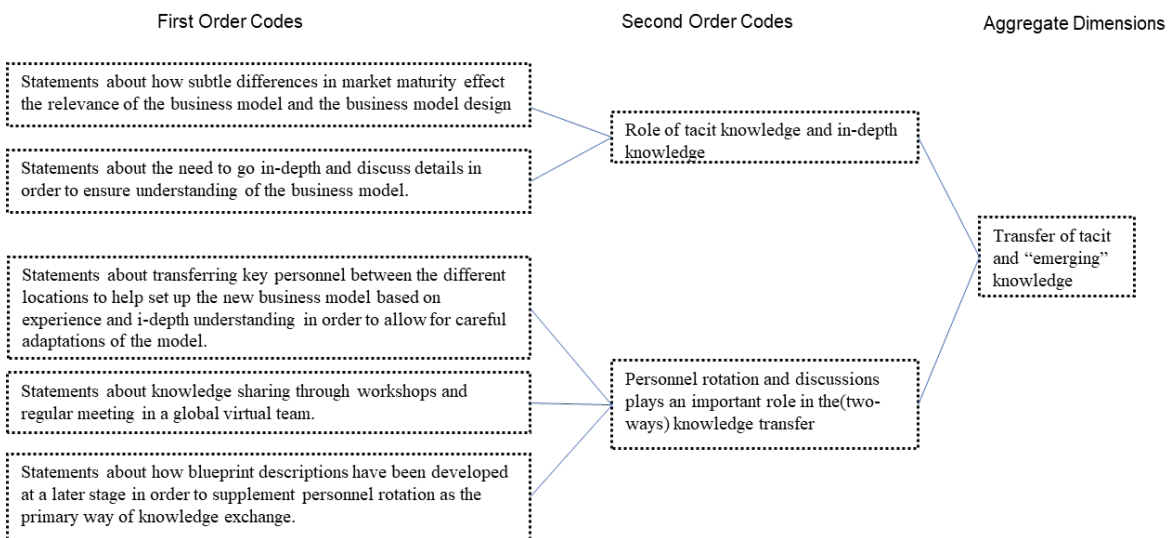 First Order Codes
Second Order Codes
Aggregate Dimensions
Statements about how subtle differences in market maturity effect
the relevance of the business model and the business model design
Statements about the need to go in-depth and discuss details in
order to ensure understanding of the business model.
Role of tacit knowledge and in-depth
knowledge
Statements about transferring key personnel between the different
locations to help set up the new business model based on
experience and i-depth understanding in order to allow for careful
adaptations of the model.
Statements about knowledge sharing through workshops and
regular meeting in a global virtual team.
Statements about how blueprint descriptions have been developed
at a later stage in order to supplement personnel rotation as the
primary way of knowledge exchange.
Personnel rotation and discussions
plays an important role in the(two-
ways) knowledge transfer
Transfer of tacit
and “emerging”
knowledge